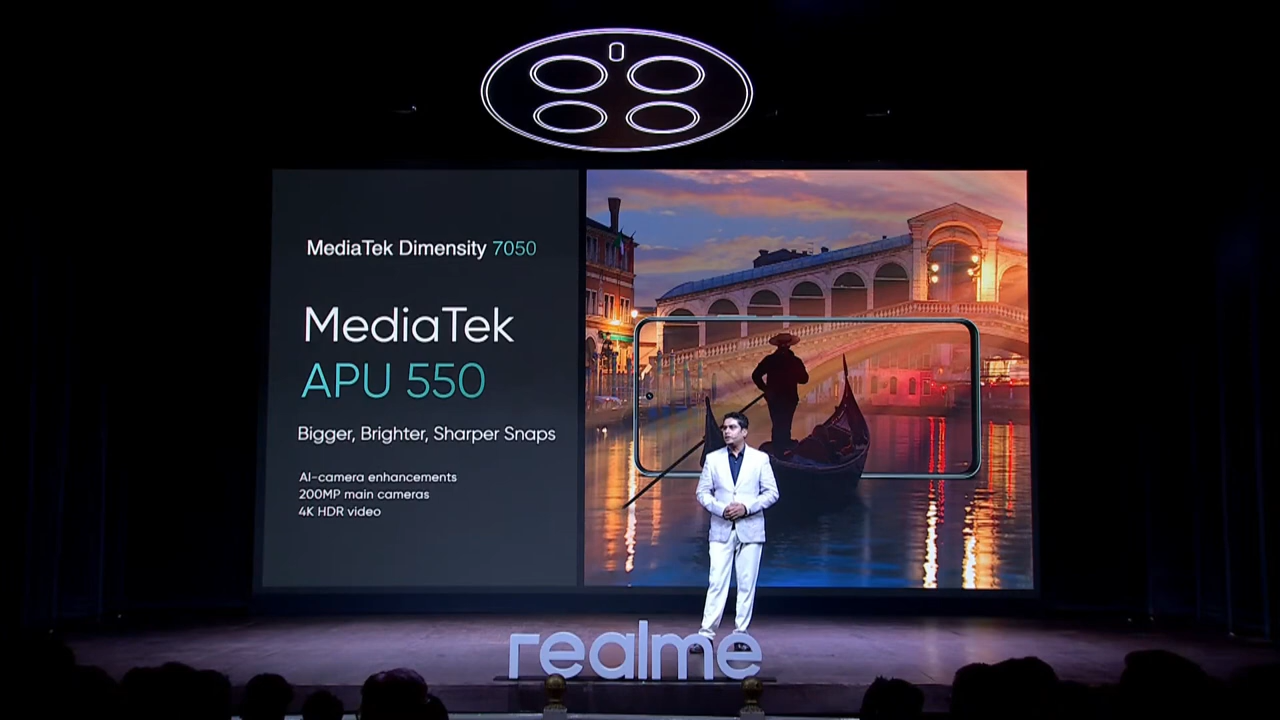 MediaTek Dimensity 7050
MediaTek
APU 550
Bigger, Brighter, Sharper Snaps
AI-camera enhancements
200MP main cameras
4K HDR video
realme